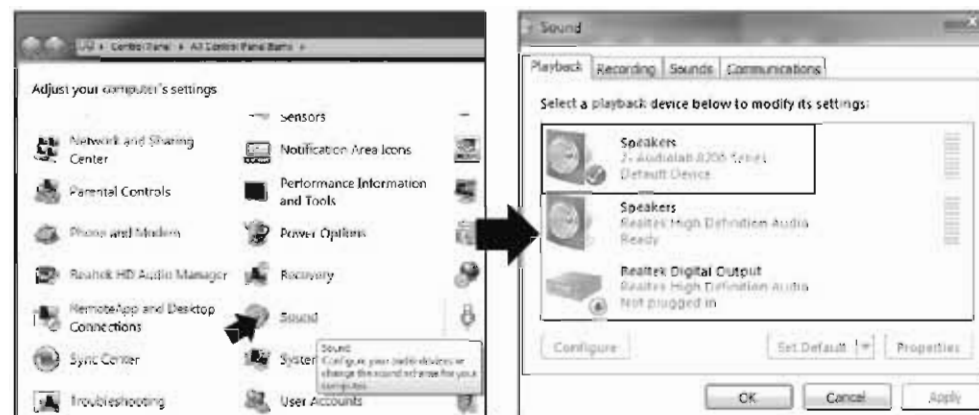 Control Panel ▸ All Control Panel Items ▸
Adjust your computer's settings
Sensors
Network and Sharing
Center
Notification Area Icons
Parental Controls
Performance Information
and Tools
Phone and Modem
Power Options
Realtek HD Audio Manager
Recovery
RemoteApp and Desktop
Connections
Sound
Sync Center
System
Sound
Configure your audio devices or
change the sound scheme for your
computer.
Troubleshooting
User Accounts
Sound
Playback
Recording
Sounds
Communications
Select a playback device below to modify its settings:
Speakers
2- Audiolab 8200 Series
Default Device
Speakers
Realtek High Definition Audio
Ready
Realtek Digital Output
Realtek High Definition Audio
Not plugged in
Configure
Set Default
Properties
OK
Cancel
Apply